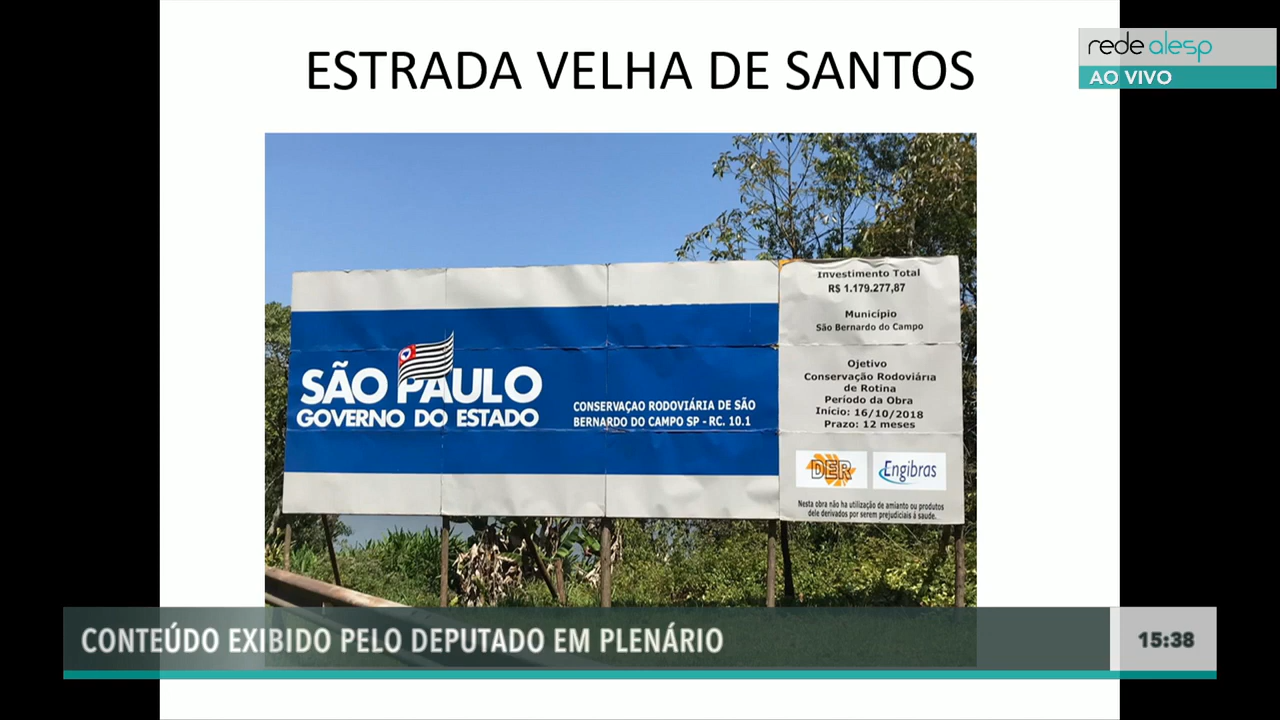 ESTRADA VELHA DE SANTOS
rede alesp
AO VIVO
Investimento Total
R$ 1.179.277,87
Município
São Bernardo do Campo
Ojetivo
Conservação Rodoviária
de Rotina
Período da Obra
Início: 16/10/2018
Prazo: 12 meses
SÃO PAULO
GOVERNO DO ESTADO
CONSERVAÇAO RODOVIÁRIA DE SÃO
BERNARDO DO CAMPO SP - RC. 10.1
DER
Engibras
Nesta obra não ha utilização de amianto ou produtos
dele derivados por serem prejudiciais à saude.
CONTEÚDO EXIBIDO PELO DEPUTADO EM PLENÁRIO
15:38